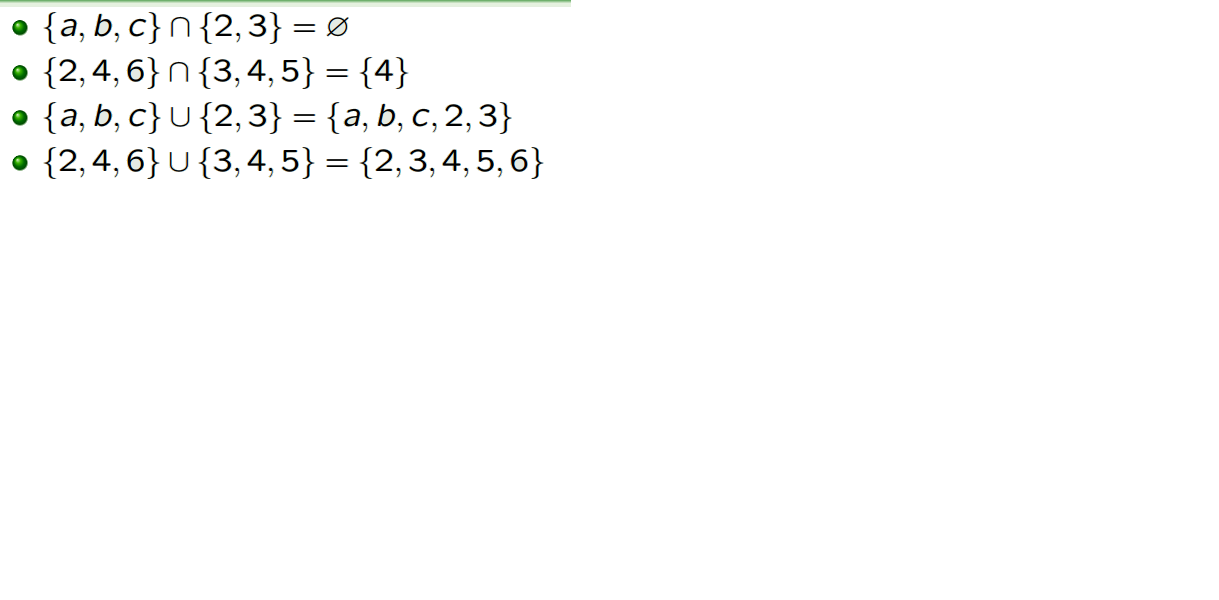 • {a, b, c} ∩ {2, 3} = ∅
• {2, 4, 6} ∩ {3, 4, 5} = {4}
• {a, b, c} ∪ {2, 3} = {a, b, c, 2, 3}
• {2, 4, 6} ∪ {3, 4, 5} = {2, 3, 4, 5, 6}